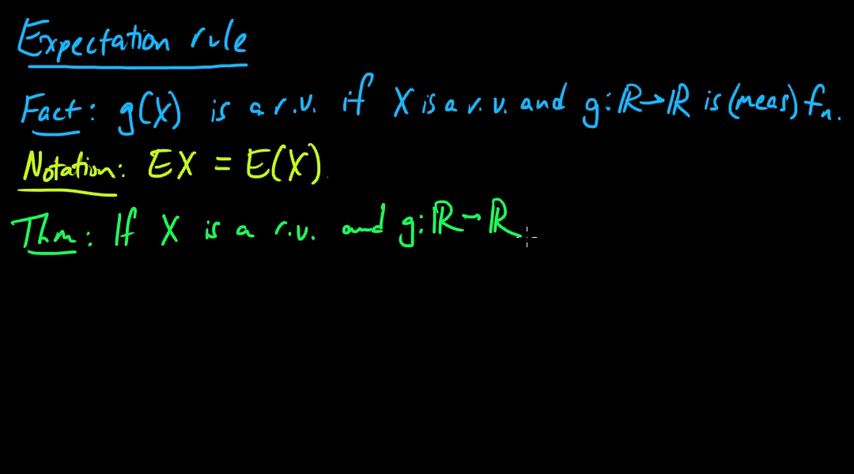 Expectation rule
Fact: g(X) is a r.v. if X is a r.v. and g: ℝ→ℝ is (meas) fn.
Notation: EX = E(X).
Thm: If X is a r.v. and g: ℝ→ℝ